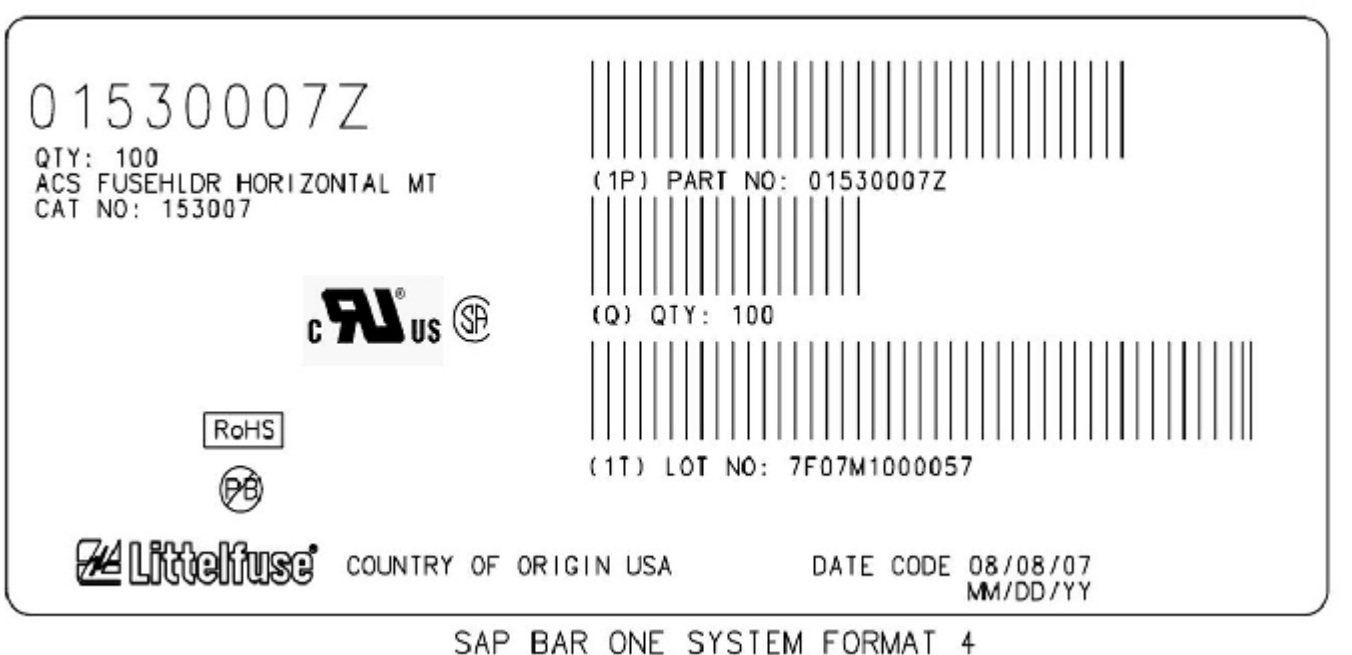 01530007Z
QTY: 100
ACS FUSEHLDR HORIZONTAL MT
CAT NO: 153007
(1P) PART NO: 01530007Z
(Q) QTY: 100
(1T) LOT NO: 7F07M1000057
C RU® US SA
RoHS
PB
Littelfuse®
COUNTRY OF ORIGIN USA
DATE CODE 08/08/07
MM/DD/YY
SAP BAR ONE SYSTEM FORMAT 4